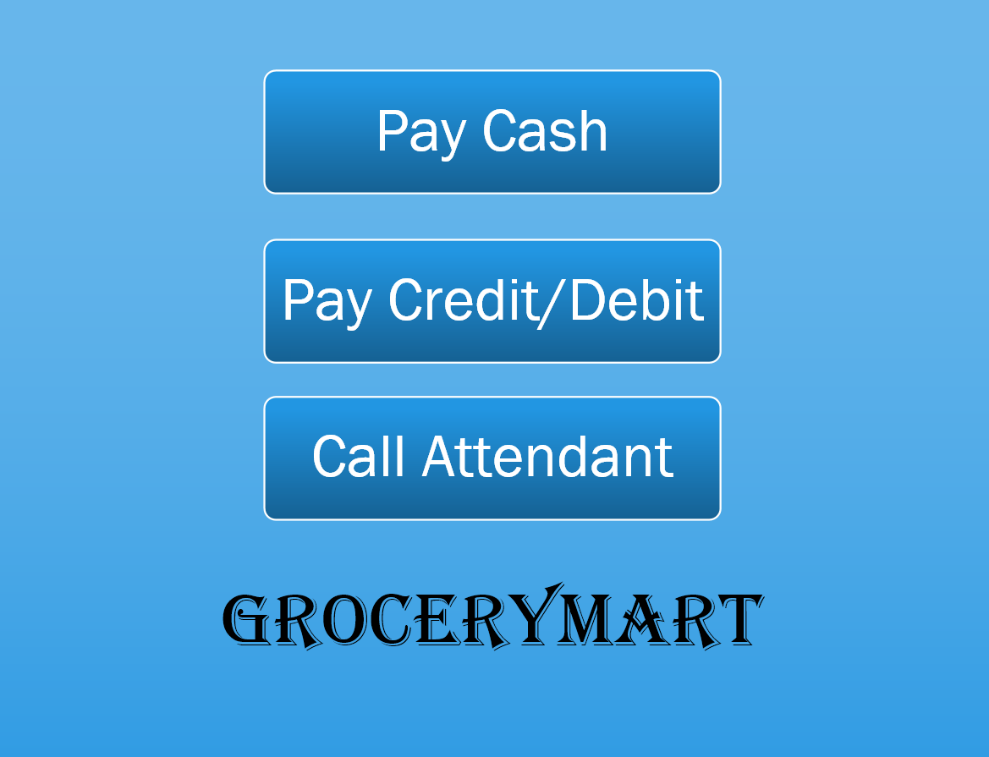 Pay Cash
Pay Credit/Debit
Call Attendant
GROCERYMART